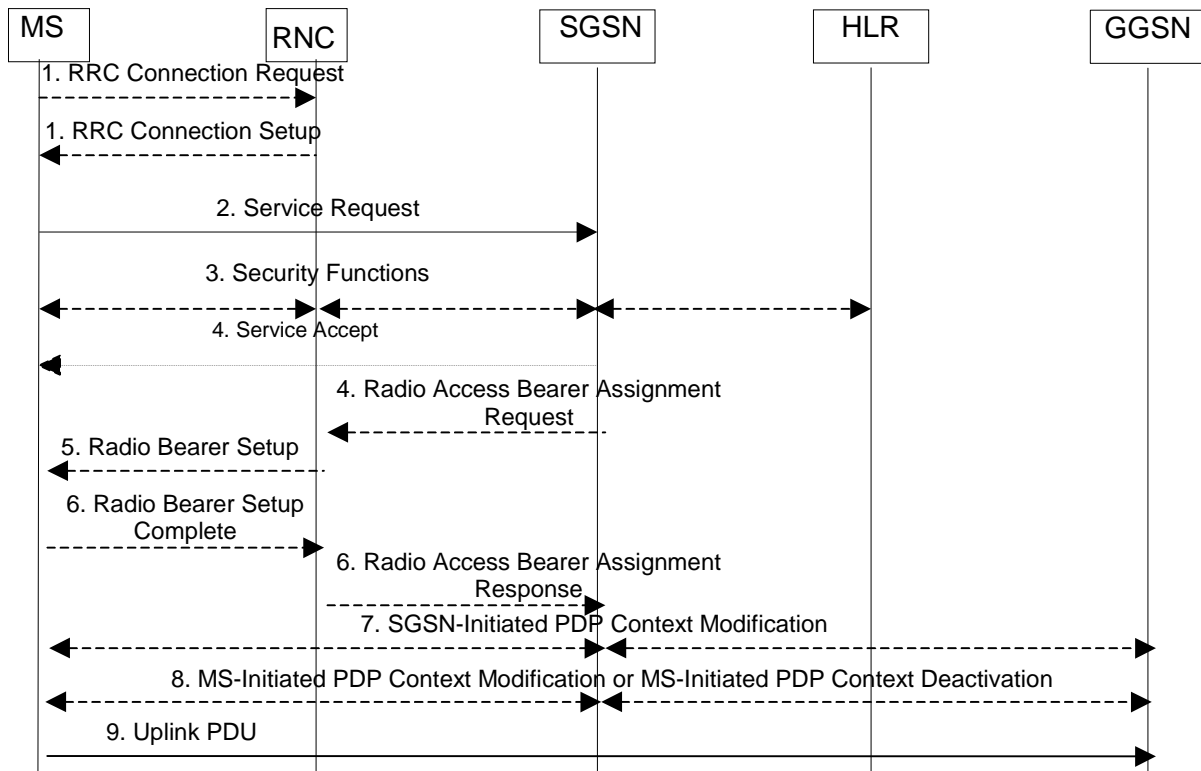 MS
RNC
SGSN
HLR
GGSN
1. RRC Connection Request
1. RRC Connection Setup
2. Service Request
3. Security Functions
4. Service Accept
4. Radio Access Bearer Assignment
Request
5. Radio Bearer Setup
6. Radio Bearer Setup
Complete
6. Radio Access Bearer Assignment
Response
7. SGSN-Initiated PDP Context Modification
8. MS-Initiated PDP Context Modification or MS-Initiated PDP Context Deactivation
9. Uplink PDU